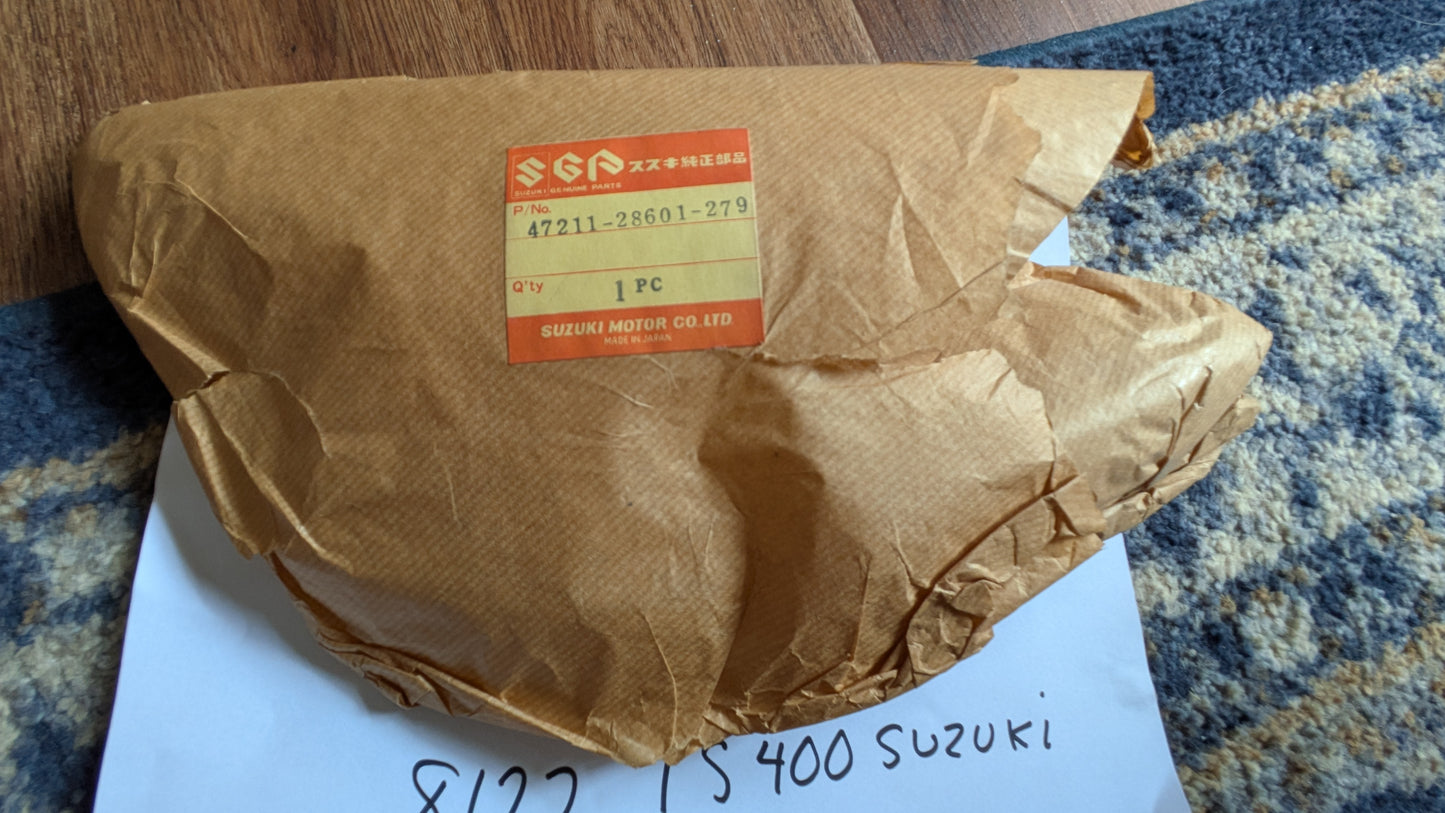 SGP スズキ純正部品
SUZUKI GENUINE PARTS
P/No.
47211-28601-279
Q'ty 1 PC
SUZUKI MOTOR CO., LTD.
MADE IN JAPAN
400 SUZUKI